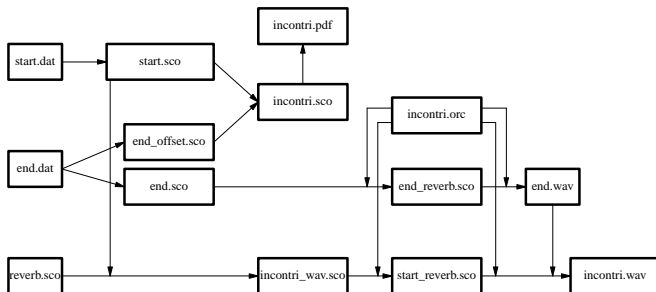 incontri.pdf
start.dat
start.sco
incontri.sco
incontri.orc
end_offset.sco
end.dat
end.sco
end_reverb.sco
end.wav
reverb.sco
incontri_wav.sco
start_reverb.sco
incontri.wav